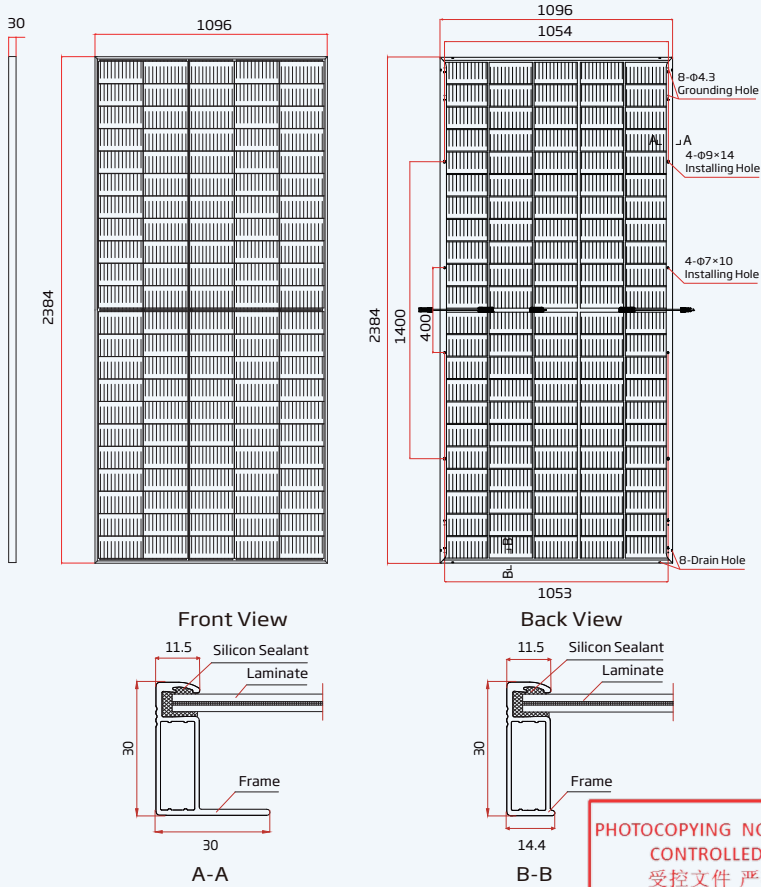 30
1096
2384
Front View
1096
1054
8-Φ4.3
Grounding Hole
A
A
4-Φ9×14
Installing Hole
4-Φ7×10
Installing Hole
2384
1400
400
B
B
8-Drain Hole
1053
Back View
11.5
Silicon Sealant
Laminate
30
Frame
30
A-A
11.5
Silicon Sealant
Laminate
30
Frame
14.4
B-B
PHOTOCOPYING NO
CONTROLLED
受控文件 严